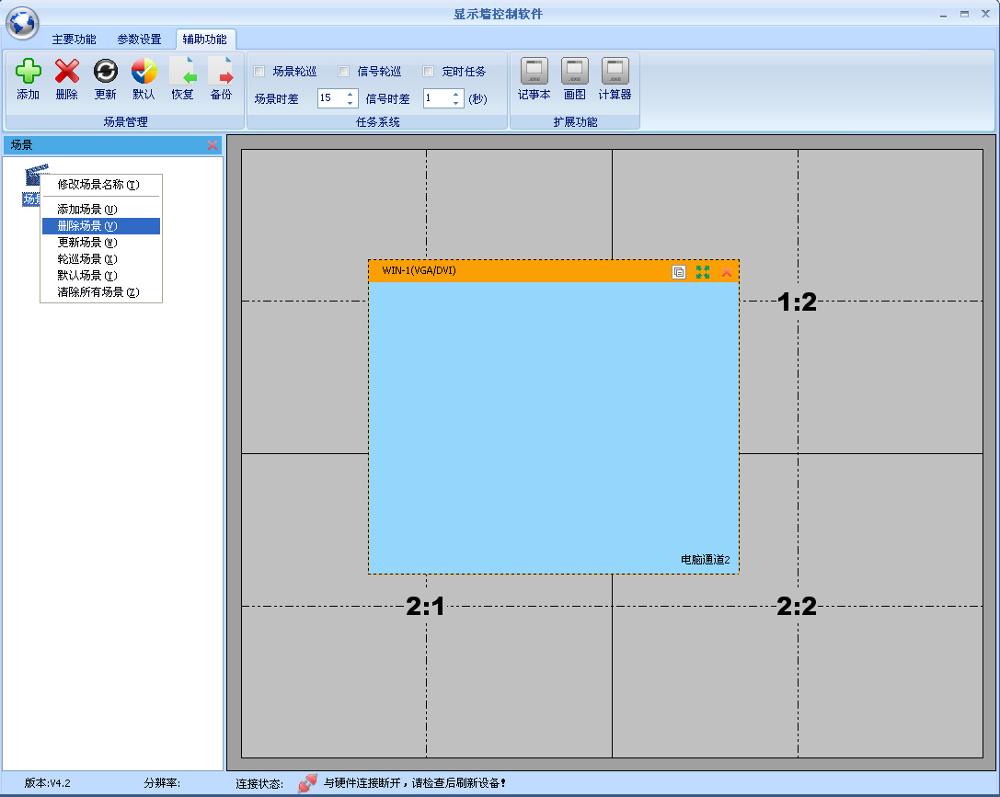 显示墙控制软件
主要功能 参数设置 辅助功能
添加 删除 更新 默认 恢复 备份
场景管理
场景轮巡 信号轮巡 定时任务
场景时差 15 信号时差 1 (秒)
任务系统
记事本 画图 计算器
扩展功能
场景
场景
修改场景名称(T)
添加场景(U)
删除场景(V)
更新场景(W)
轮巡场景(X)
默认场景(Y)
清除所有场景(Z)
WIN-1(VGA/DVI)
电脑通道2
1:2
2:1
2:2
版本:V4.2 分辨率: 连接状态: 与硬件连接断开，请检查后刷新设备!